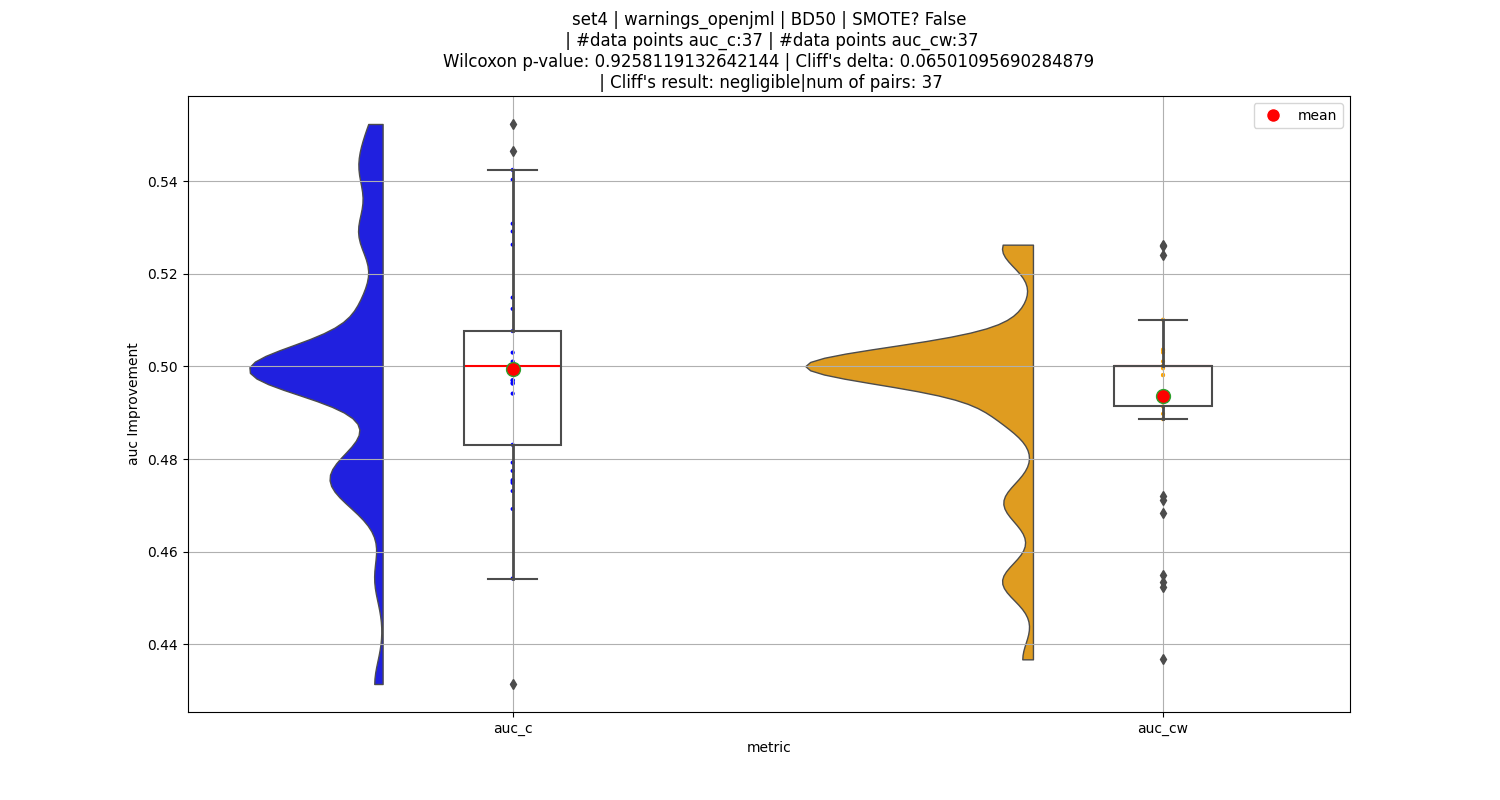 set4 | warnings_openjml | BD50 | SMOTE? False
| #data points auc_c:37 | #data points auc_cw:37
Wilcoxon p-value: 0.9258119132642144 | Cliff's delta: 0.06501095690284879
| Cliff's result: negligible|num of pairs: 37
mean
0.54
0.52
0.50
0.48
0.46
0.44
auc Improvement
auc_c
auc_cw
metric